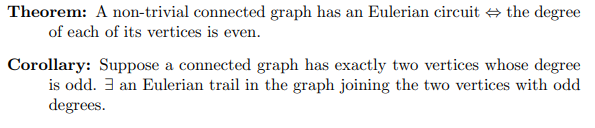 Theorem: A non-trivial connected graph has an Eulerian circuit ⇔ the degree
of each of its vertices is even.
Corollary: Suppose a connected graph has exactly two vertices whose degree
is odd. ∃ an Eulerian trail in the graph joining the two vertices with odd
degrees.